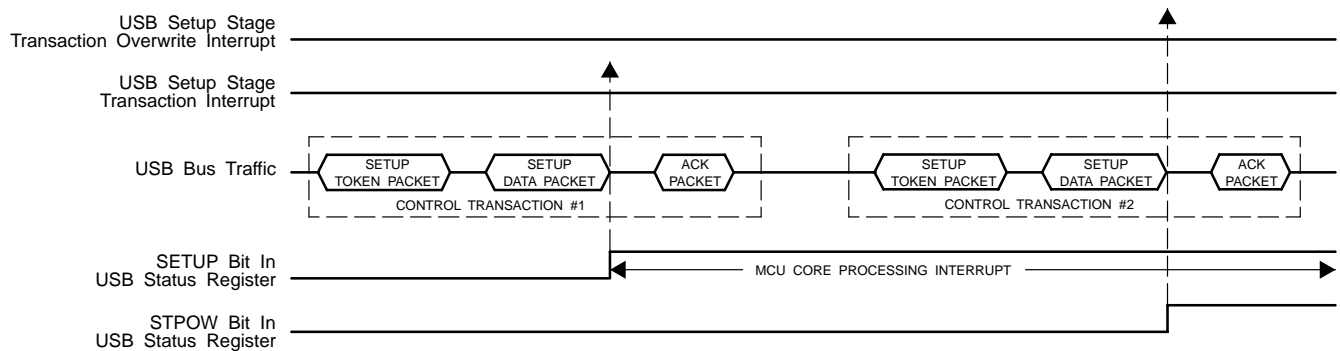 USB Setup Stage
Transaction Overwrite Interrupt
USB Setup Stage
Transaction Interrupt
USB Bus Traffic
SETUP
TOKEN PACKET
SETUP
DATA PACKET
ACK
PACKET
SETUP
TOKEN PACKET
SETUP
DATA PACKET
ACK
PACKET
CONTROL TRANSACTION #1
CONTROL TRANSACTION #2
SETUP Bit In
USB Status Register
MCU CORE PROCESSING INTERRUPT
STPOW Bit In
USB Status Register